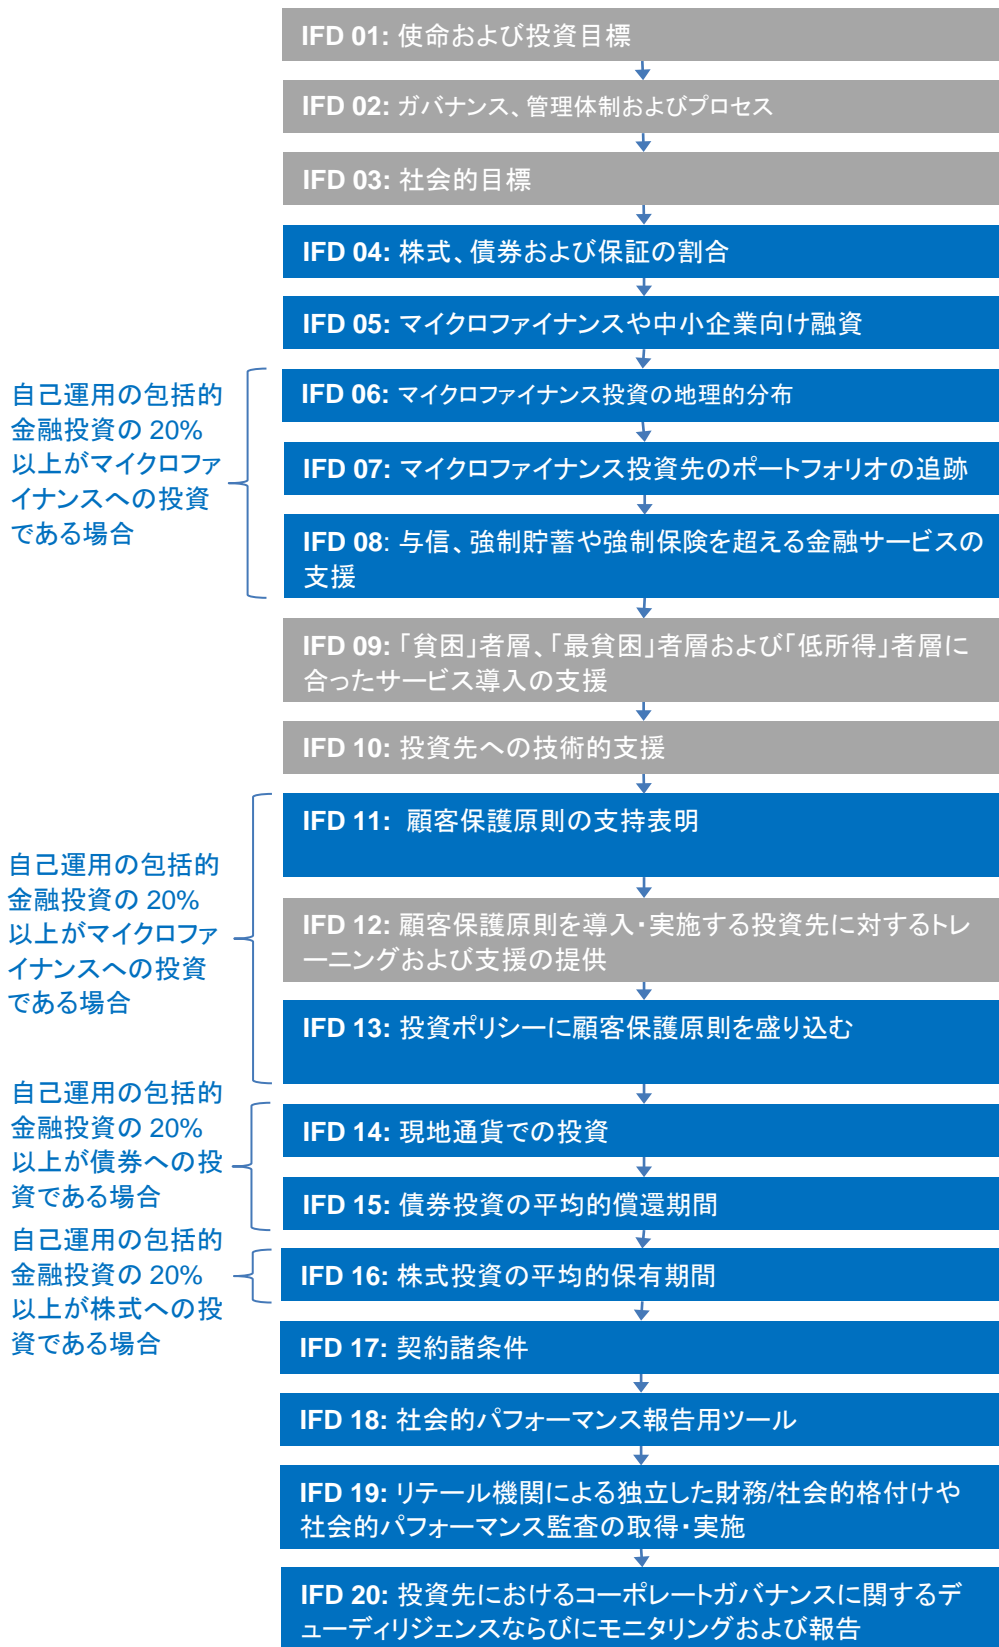 IFD 01: 使命および投資目標
IFD 02: ガバナンス、管理体制およびプロセス
IFD 03: 社会的目標
IFD 04: 株式、債券および保証の割合
IFD 05: マイクロファイナンスや中小企業向け融資
自己運用の包括的
金融投資の 20%
以上がマイクロファ
イナンスへの投資
である場合
IFD 06: マイクロファイナンス投資の地理的分布
IFD 07: マイクロファイナンス投資先のポートフォリオの追跡
IFD 08: 与信、強制貯蓄や強制保険を超える金融サービスの
支援
IFD 09: 「貧困」者層、「最貧困」者層および「低所得」者層に
合ったサービス導入の支援
IFD 10: 投資先への技術的支援
自己運用の包括的
金融投資の 20%
以上がマイクロファ
イナンスへの投資
である場合
IFD 11: 顧客保護原則の支持表明
IFD 12: 顧客保護原則を導入・実施する投資先に対するトレ
ーニングおよび支援の提供
IFD 13: 投資ポリシーに顧客保護原則を盛り込む
自己運用の包括的
金融投資の 20%
以上が債券への投
資である場合
IFD 14: 現地通貨での投資
IFD 15: 債券投資の平均的償還期間
自己運用の包括的
金融投資の 20%
以上が株式への投
資である場合
IFD 16: 株式投資の平均的保有期間
IFD 17: 契約諸条件
IFD 18: 社会的パフォーマンス報告用ツール
IFD 19: リテール機関による独立した財務/社会的格付けや
社会的パフォーマンス監査の取得・実施
IFD 20: 投資先におけるコーポレートガバナンスに関するデ
ューディリジェンスならびにモニタリングおよび報告